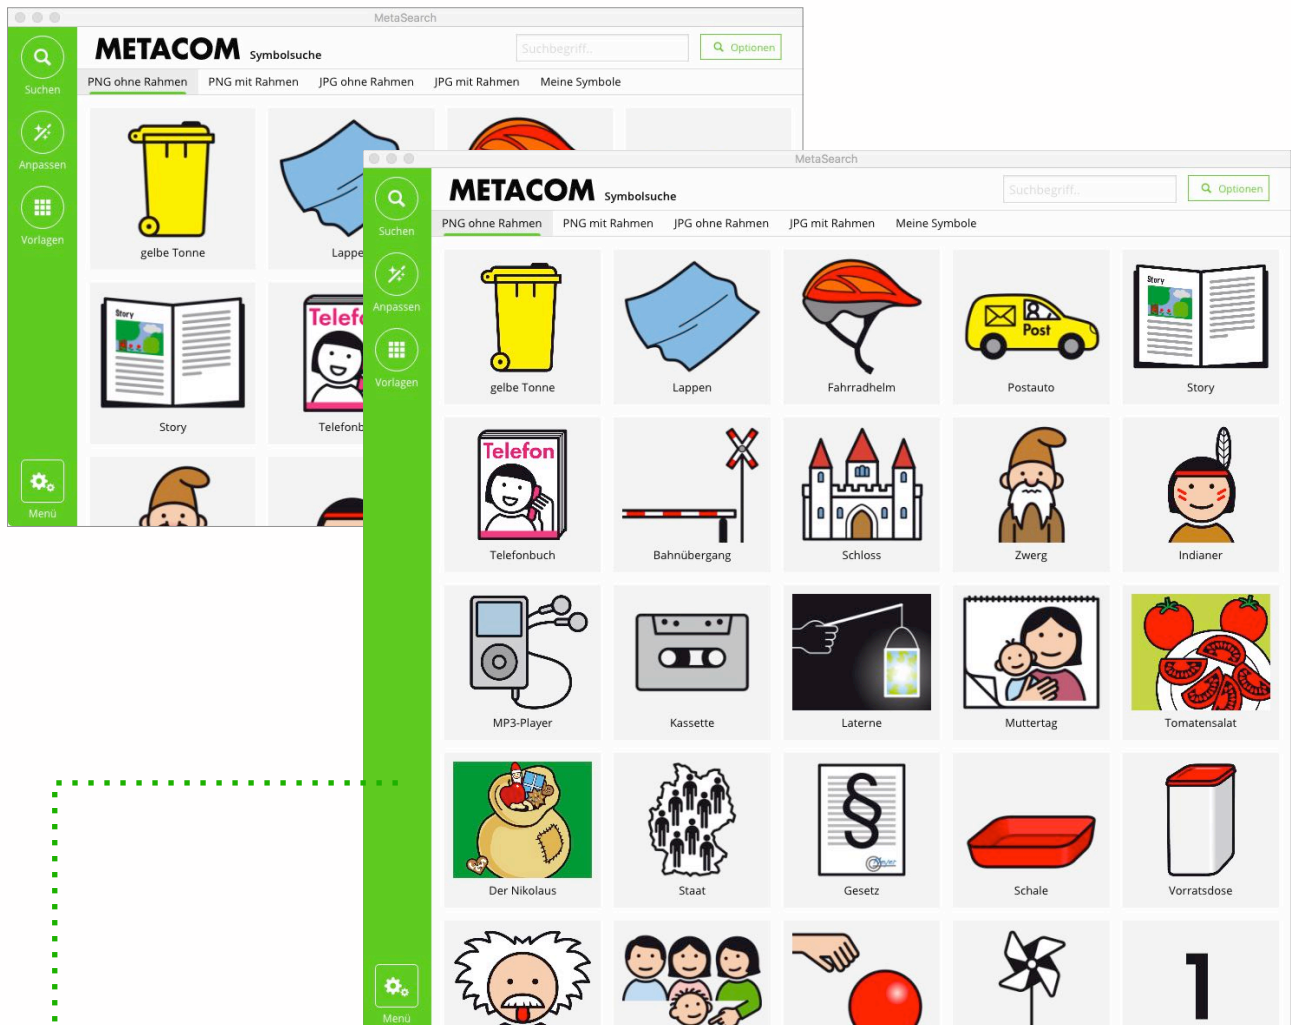 MetaSearch
METACOM Symbolsuche
Suchbegriff..
Optionen
Suchen
Anpassen
Vorlagen
Menü
PNG ohne Rahmen PNG mit Rahmen JPG ohne Rahmen JPG mit Rahmen Meine Symbole
gelbe Tonne
Lappe
Story
Story
Telefo
Telefonb
MetaSearch
METACOM Symbolsuche
Suchbegriff..
Optionen
Suchen
Anpassen
Vorlagen
Menü
PNG ohne Rahmen PNG mit Rahmen JPG ohne Rahmen JPG mit Rahmen Meine Symbole
Post
Story
gelbe Tonne Lappen Fahrradhelm Postauto Story
Telefon
Telefonbuch Bahnübergang Schloss Zwerg Indianer
MP3-Player Kassette Laterne Muttertag Tomatensalat
§
Der Nikolaus Staat Gesetz Schale Vorratsdose
1